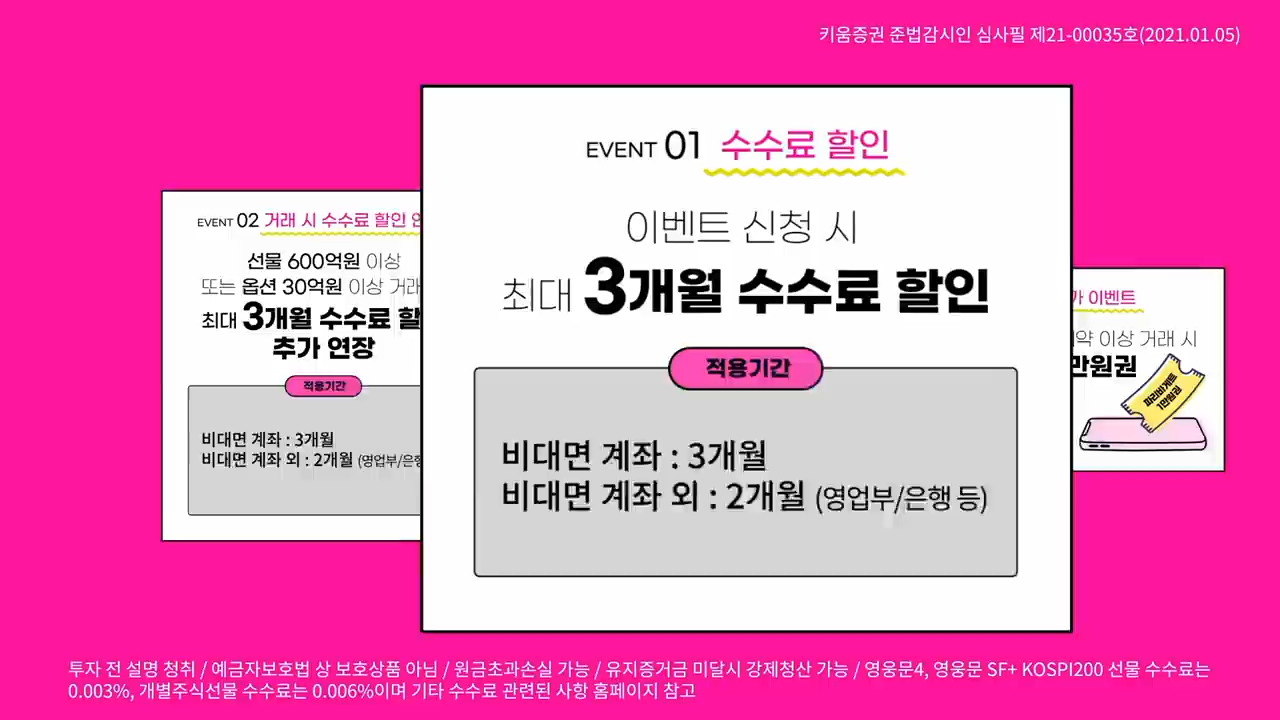 키움증권 준법감시인 심사필 제21-00035호(2021.01.05)
EVENT 01 수수료 할인
이벤트 신청 시
최대 3개월 수수료 할인
적용기간
비대면 계좌 : 3개월
비대면 계좌 외 : 2개월 (영업부/은행 등)
EVENT 02 거래 시 수수료 할인
선물 600억원 이상
또는 옵션 30억원 이상 거래
최대 3개월 수수료 할
추가 연장
적용기간
비대면 계좌 : 3개월
비대면 계좌 외 : 2개월 (영업부/은행
가 이벤트
약 이상 거래 시
만원권
투자 전 설명 청취 / 예금자보호법 상 보호상품 아님 / 원금초과손실 가능 / 유지증거금 미달시 강제청산 가능 / 영웅문4, 영웅문 SF+ KOSPI200 선물 수수료는
0.003%, 개별주식선물 수수료는 0.006%이며 기타 수수료 관련된 사항 홈페이지 참고